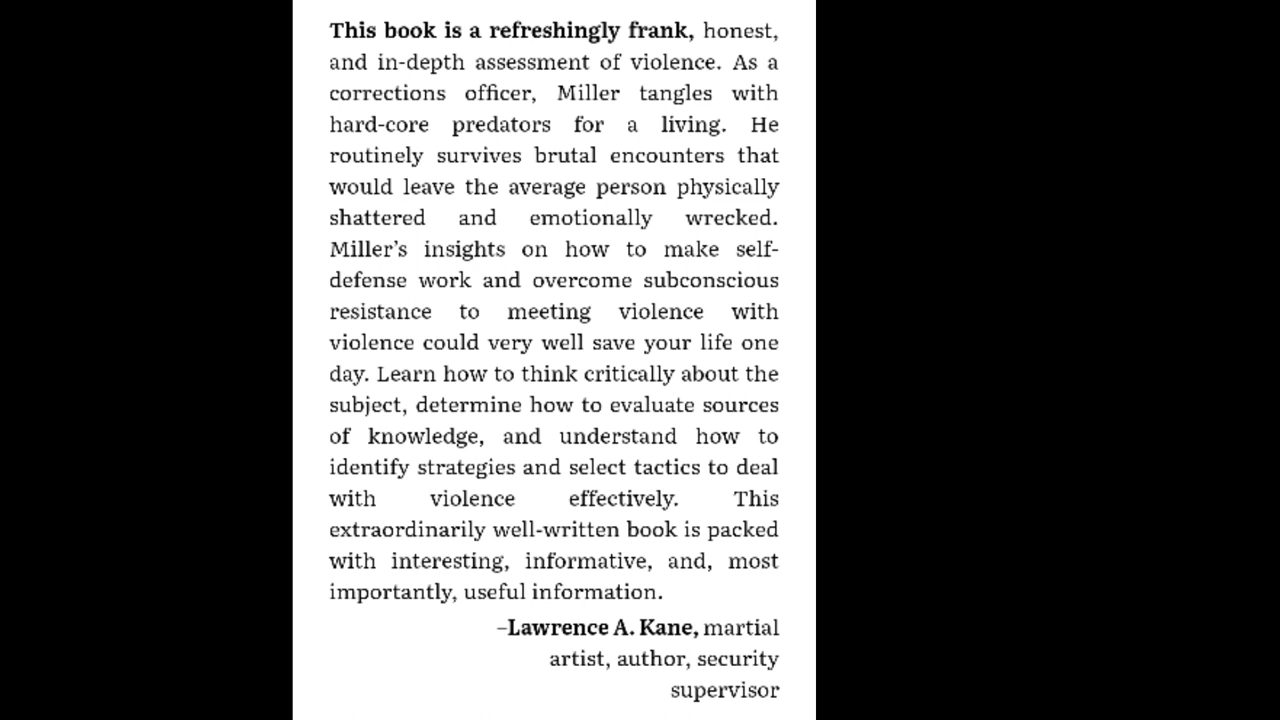 This book is a refreshingly frank, honest,
and in-depth assessment of violence. As a
corrections officer, Miller tangles with
hard-core predators for a living. He
routinely survives brutal encounters that
would leave the average person physically
shattered and emotionally wrecked.
Miller’s insights on how to make self-
defense work and overcome subconscious
resistance to meeting violence with
violence could very well save your life one
day. Learn how to think critically about the
subject, determine how to evaluate sources
of knowledge, and understand how to
identify strategies and select tactics to deal
with violence effectively. This
extraordinarily well-written book is packed
with interesting, informative, and, most
importantly, useful information.
–Lawrence A. Kane, martial
artist, author, security
supervisor